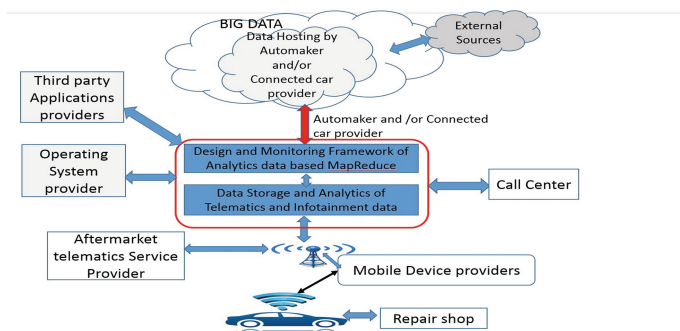 BIG DATA
Data Hosting by
Automaker
and/or
Connected car
provider
External
Sources
Third party
Applications
providers
Automaker and /or Connected
car provider
Design and Monitoring Framework of
Analytics data based MapReduce
Operating
System
provider
Data Storage and Analytics of
Telematics and Infotainment data
Call Center
Aftermarket
telematics Service
Provider
Mobile Device providers
Repair shop